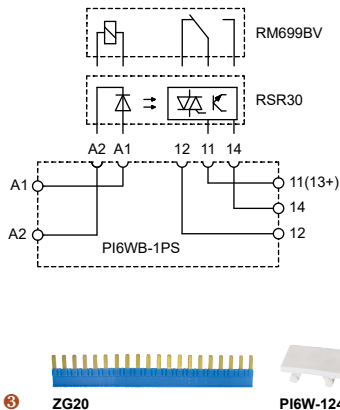 RM699BV
RSR30
A2 A1 12 11 14
A1 11(13+)
14
A2 12
PI6WB-1PS
3 ZG20 PI6W-124